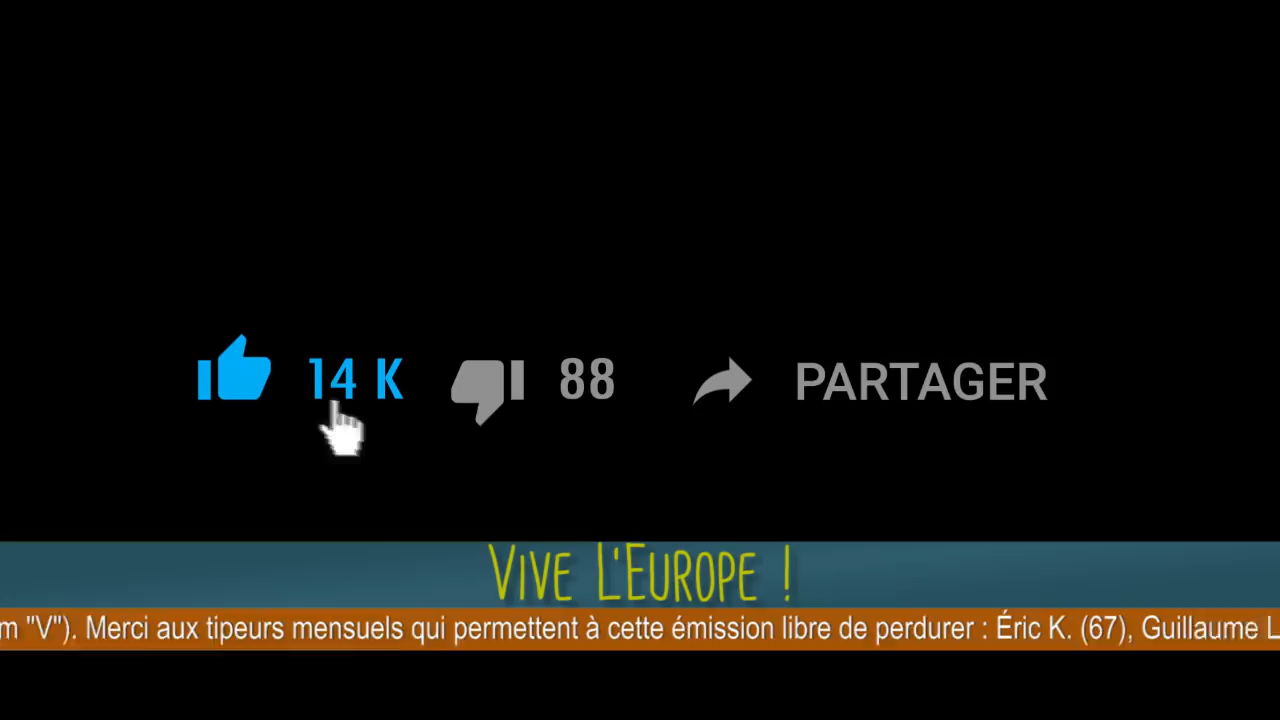 14 K 88 PARTAGER
VIVE L'EUROPE !
m "V"). Merci aux tipeurs mensuels qui permettent à cette émission libre de perdurer : Éric K. (67), Guillaume L